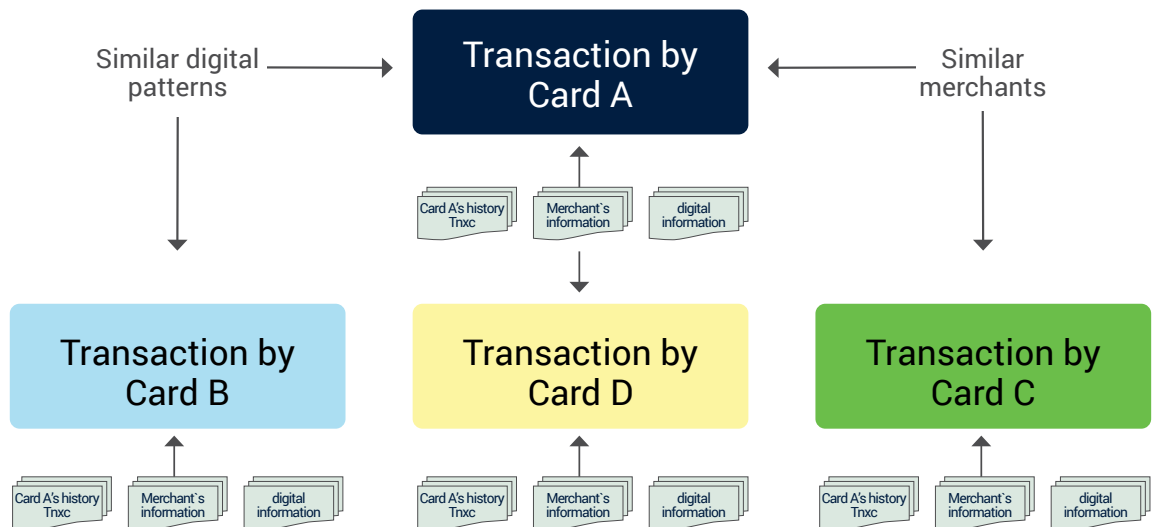 Similar digital
patterns
Transaction by
Card A
Similar
merchants
Card A's history
Tnxc
Merchant`s
information
digital
information
Transaction by
Card B
Transaction by
Card D
Transaction by
Card C
Card A's history
Tnxc
Merchant`s
information
digital
information
Card A's history
Tnxc
Merchant`s
information
digital
information
Card A's history
Tnxc
Merchant`s
information
digital
information